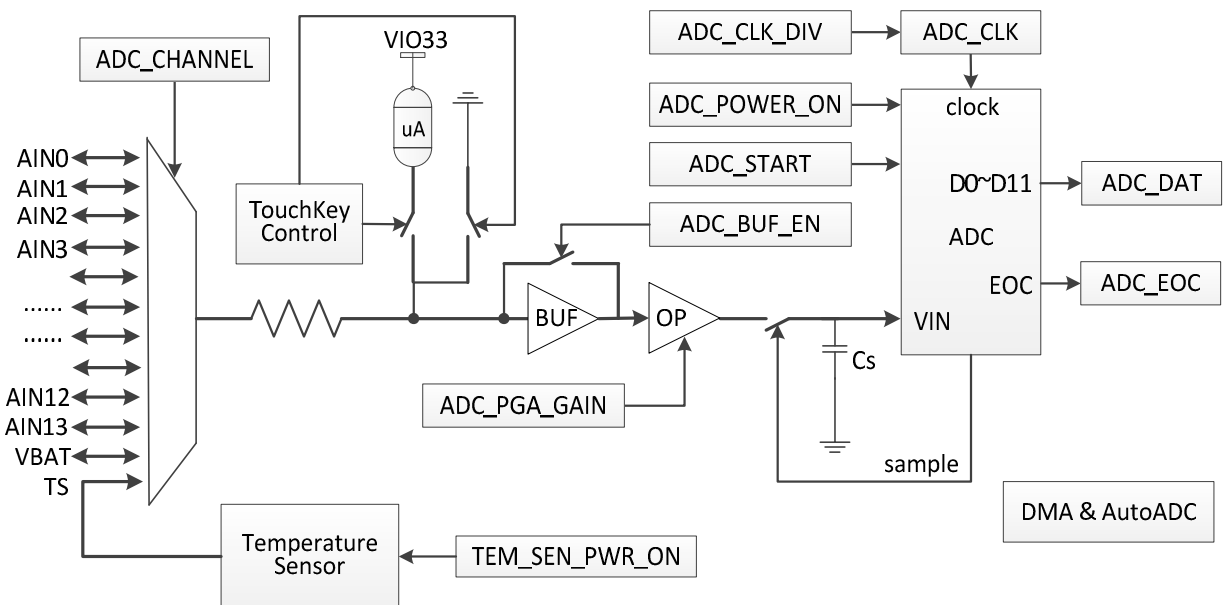 ADC_CHANNEL
VIO33
uA
ADC_CLK_DIV
ADC_CLK
ADC_POWER_ON
clock
ADC_START
D0~D11
ADC_DAT
ADC_BUF_EN
ADC
EOC
ADC_EOC
VIN
TouchKey
Control
AIN0
AIN1
AIN2
AIN3
......
......
AIN12
AIN13
VBAT
TS
BUF
OP
Cs
ADC_PGA_GAIN
sample
DMA & AutoADC
Temperature
Sensor
TEM_SEN_PWR_ON